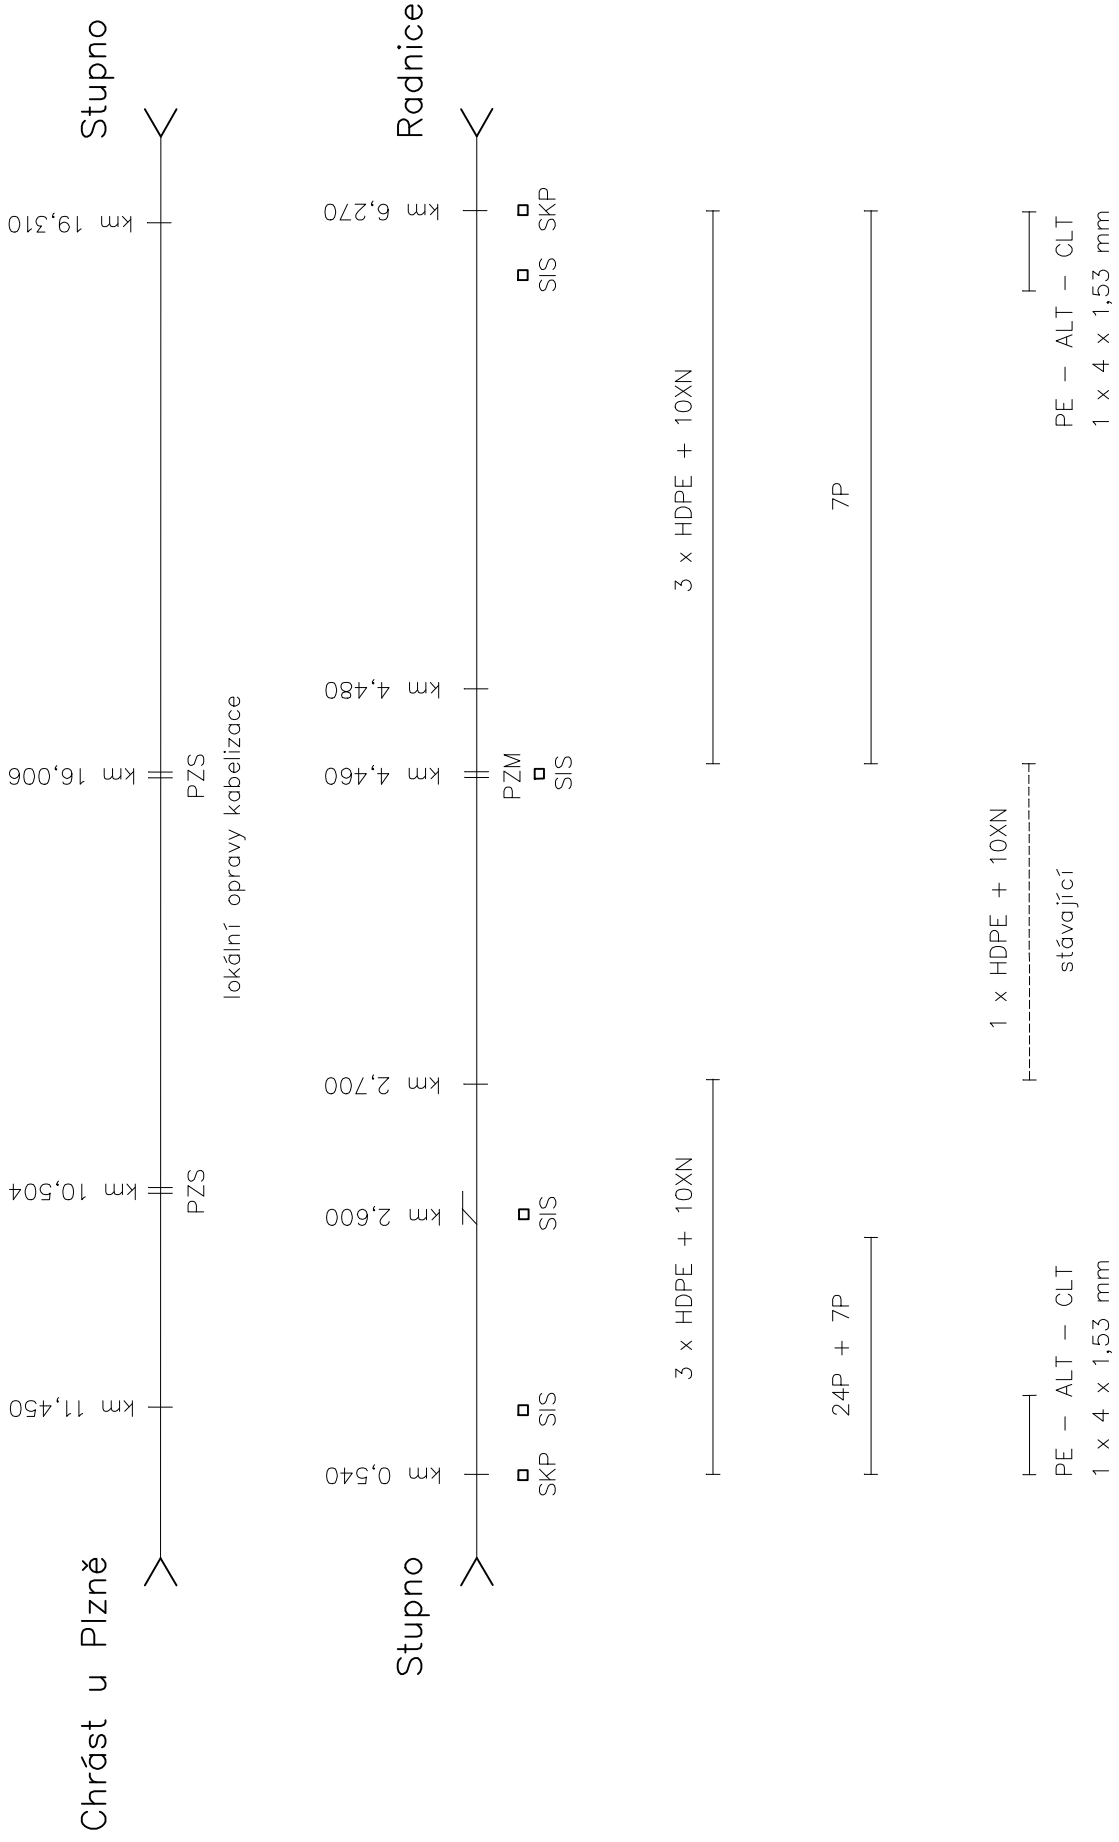 Chrást u Plzně
Stupno
km 11,450
km 10,504
km 16,006
km 19,310
PZS
PZS
lokální opravy kabelizace
Stupno
Radnice
km 0,540
km 2,600
km 2,700
km 4,460
km 4,480
km 6,270
SKP
SIS
SIS
PZM
SIS
SIS
SKP
3 x HDPE + 10XN
3 x HDPE + 10XN
24P + 7P
7P
1 x HDPE + 10XN
stávající
PE - ALT - CLT
1 x 4 x 1,53 mm
PE - ALT - CLT
1 x 4 x 1,53 mm